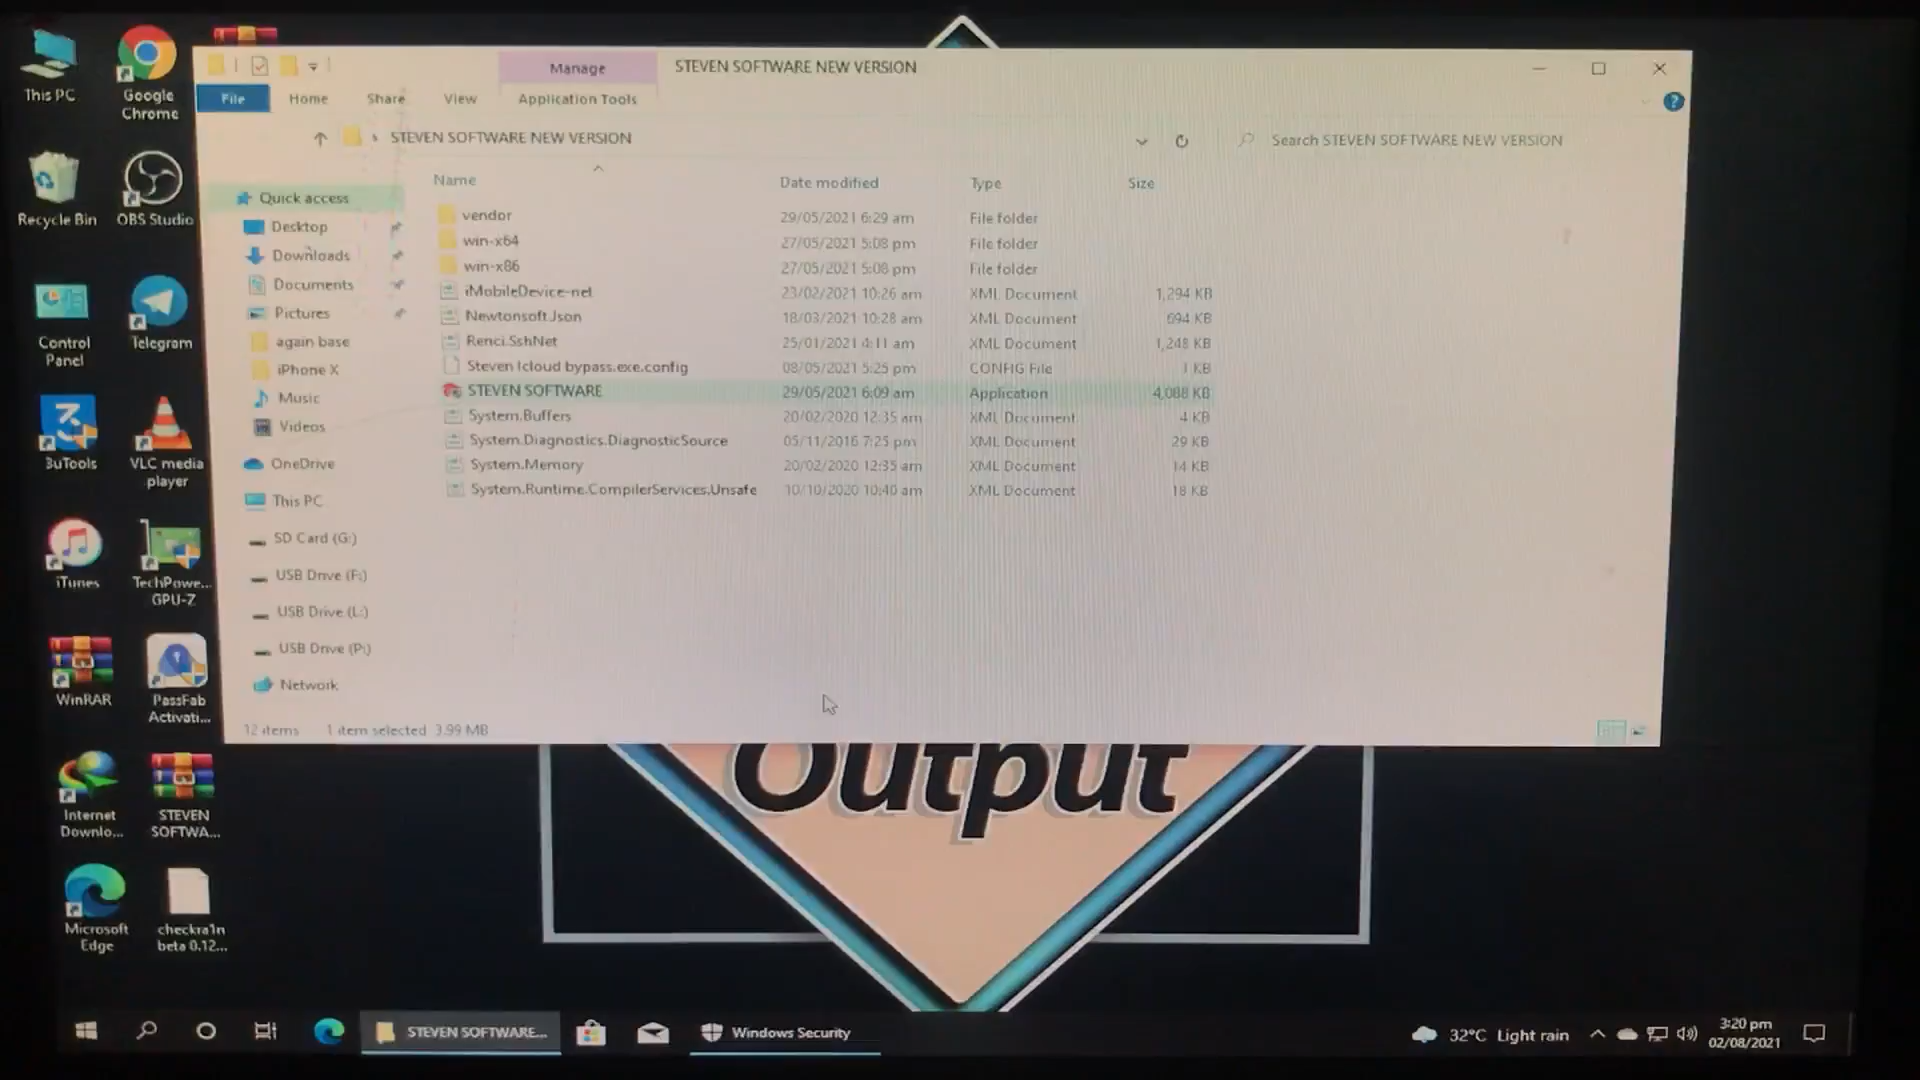 This PC
Google
Chrome
Recycle Bin
OBS Studio
Control
Panel
Telegram
3uTools
VLC media
player
iTunes
TechPowe...
GPU-Z
WinRAR
PassFab
Activati...
Internet
Downlo...
STEVEN
SOFTWA...
Microsoft
Edge
checkra1n
beta 0.12...
Manage
STEVEN SOFTWARE NEW VERSION
File
Home
Share
View
Application Tools
STEVEN SOFTWARE NEW VERSION
Search STEVEN SOFTWARE NEW VERSION
Quick access
Desktop
Downloads
Documents
Pictures
again base
iPhone X
Music
Videos
OneDrive
This PC
SD Card (G:)
USB Drive (F:)
USB Drive (L:)
USB Drive (P:)
Network
Name Date modified Type Size
vendor 29/05/2021 6:29 am File folder
win-x64 27/05/2021 5:08 pm File folder
win-x86 27/05/2021 5:08 pm File folder
iMobileDevice-net 23/02/2021 10:26 am XML Document 1,294 KB
Newtonsoft.Json 18/03/2021 10:28 am XML Document 694 KB
Renci.SshNet 25/01/2021 4:11 am XML Document 1,248 KB
Steven Icloud bypass.exe.config 08/05/2021 5:25 pm CONFIG File 1 KB
STEVEN SOFTWARE 29/05/2021 6:09 am Application 4,088 KB
System.Buffers 20/02/2020 12:35 am XML Document 4 KB
System.Diagnostics.DiagnosticSource 05/11/2016 7:25 pm XML Document 29 KB
System.Memory 20/02/2020 12:35 am XML Document 14 KB
System.Runtime.CompilerServices.Unsafe 10/10/2020 10:40 am XML Document 18 KB
12 items 1 item selected 3.99 MB
Output
STEVEN SOFTWARE...
Windows Security
32°C Light rain
3:20 pm
02/08/2021